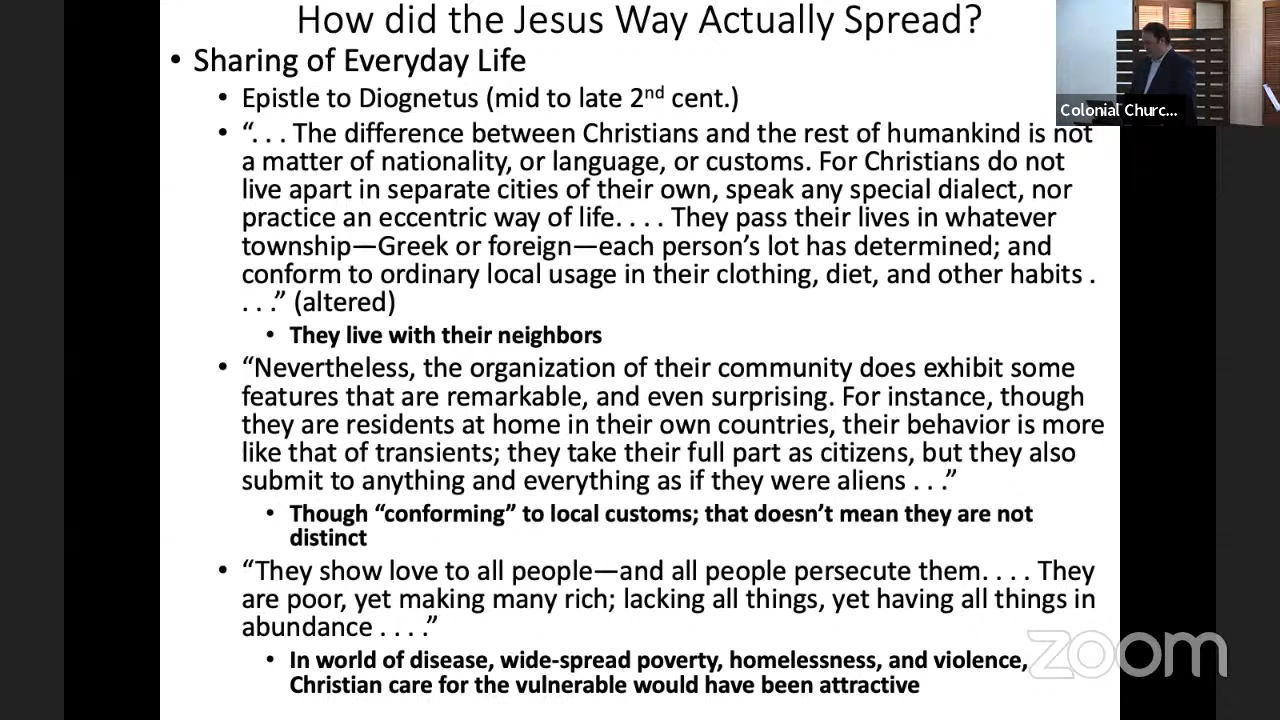 How did the Jesus Way Actually Spread?
• Sharing of Everyday Life
• Epistle to Diognetus (mid to late 2nd cent.)
• “. . . The difference between Christians and the rest of humankind is not
a matter of nationality, or language, or customs. For Christians do not
live apart in separate cities of their own, speak any special dialect, nor
practice an eccentric way of life. . . . They pass their lives in whatever
township—Greek or foreign—each person’s lot has determined; and
conform to ordinary local usage in their clothing, diet, and other habits .
. . .” (altered)
• They live with their neighbors
• “Nevertheless, the organization of their community does exhibit some
features that are remarkable, and even surprising. For instance, though
they are residents at home in their own countries, their behavior is more
like that of transients; they take their full part as citizens, but they also
submit to anything and everything as if they were aliens . . .”
• Though “conforming” to local customs; that doesn’t mean they are not
distinct
• “They show love to all people—and all people persecute them. . . . They
are poor, yet making many rich; lacking all things, yet having all things in
abundance . . . .”
• In world of disease, wide-spread poverty, homelessness, and violence,
Christian care for the vulnerable would have been attractive
Colonial Churc...
zoom